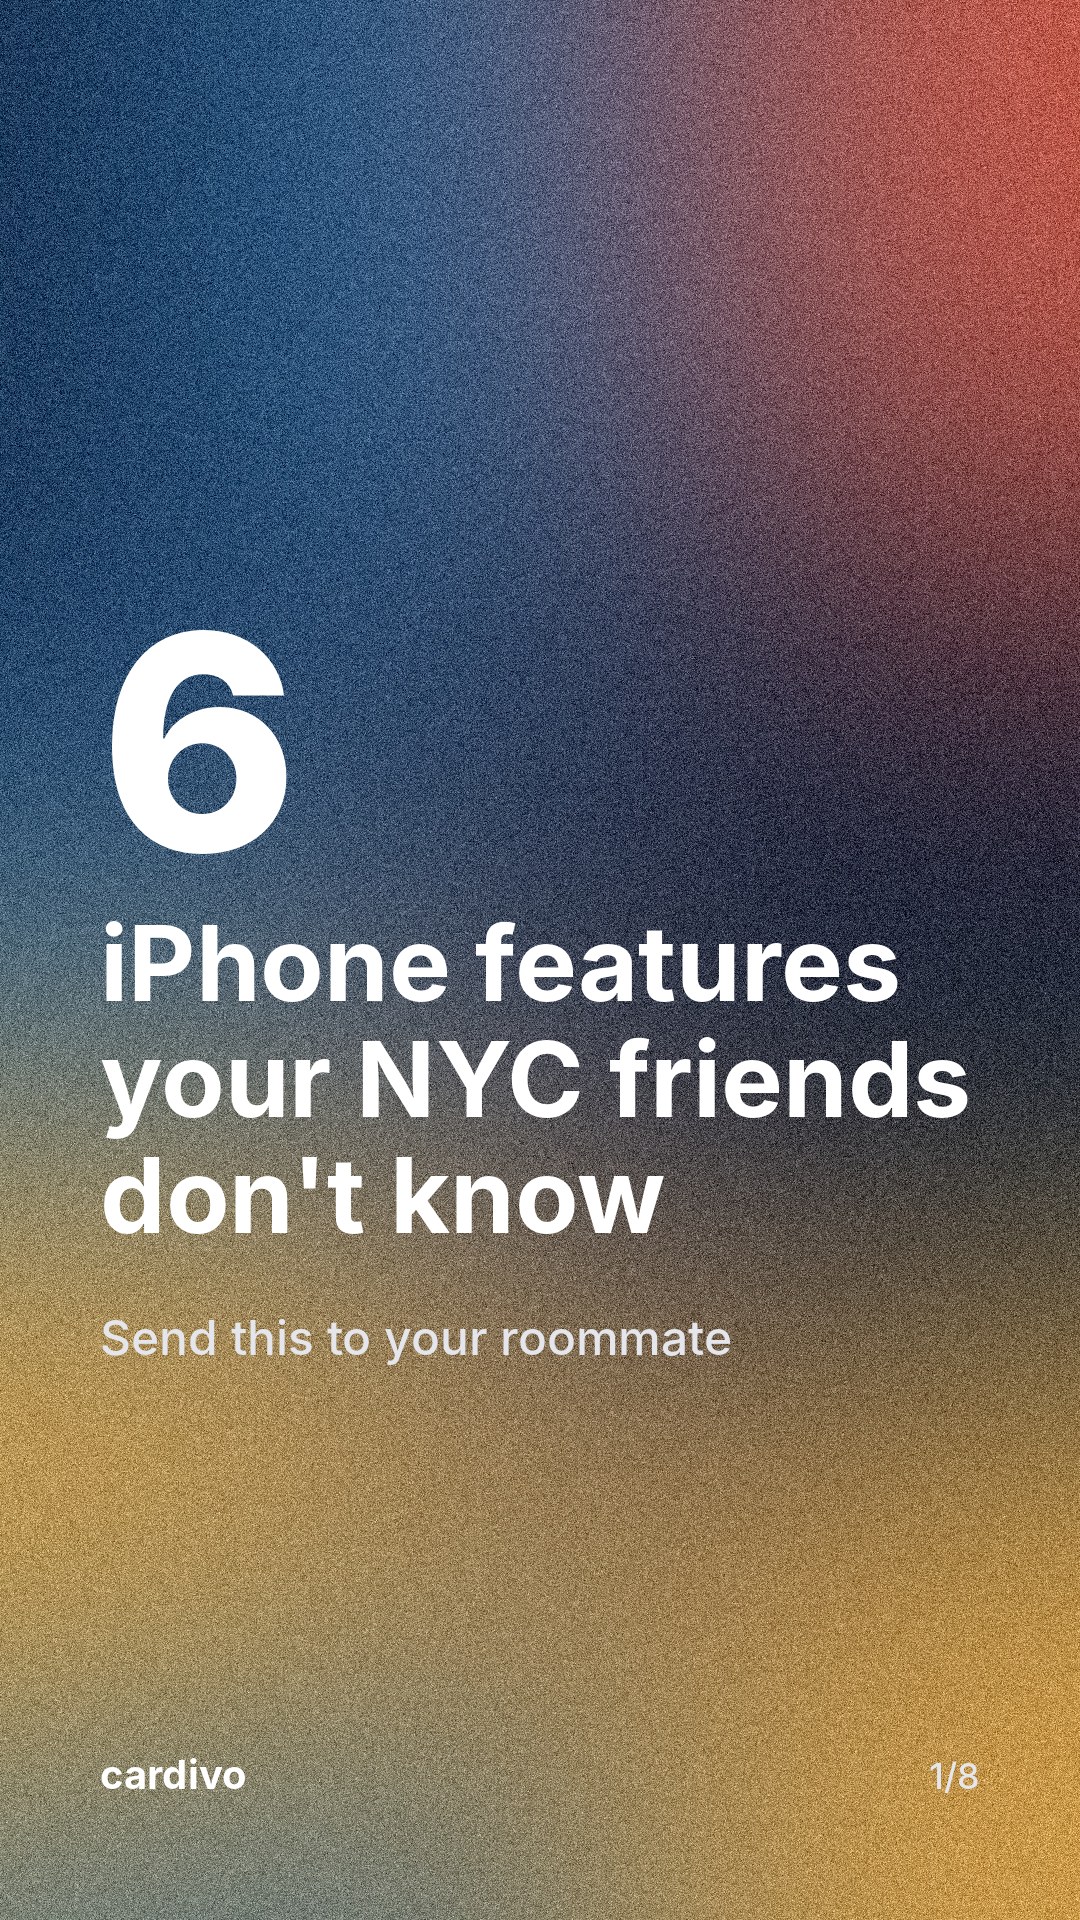 6
iPhone features
your NYC friends
don't know
Send this to your roommate
cardivo
1/8